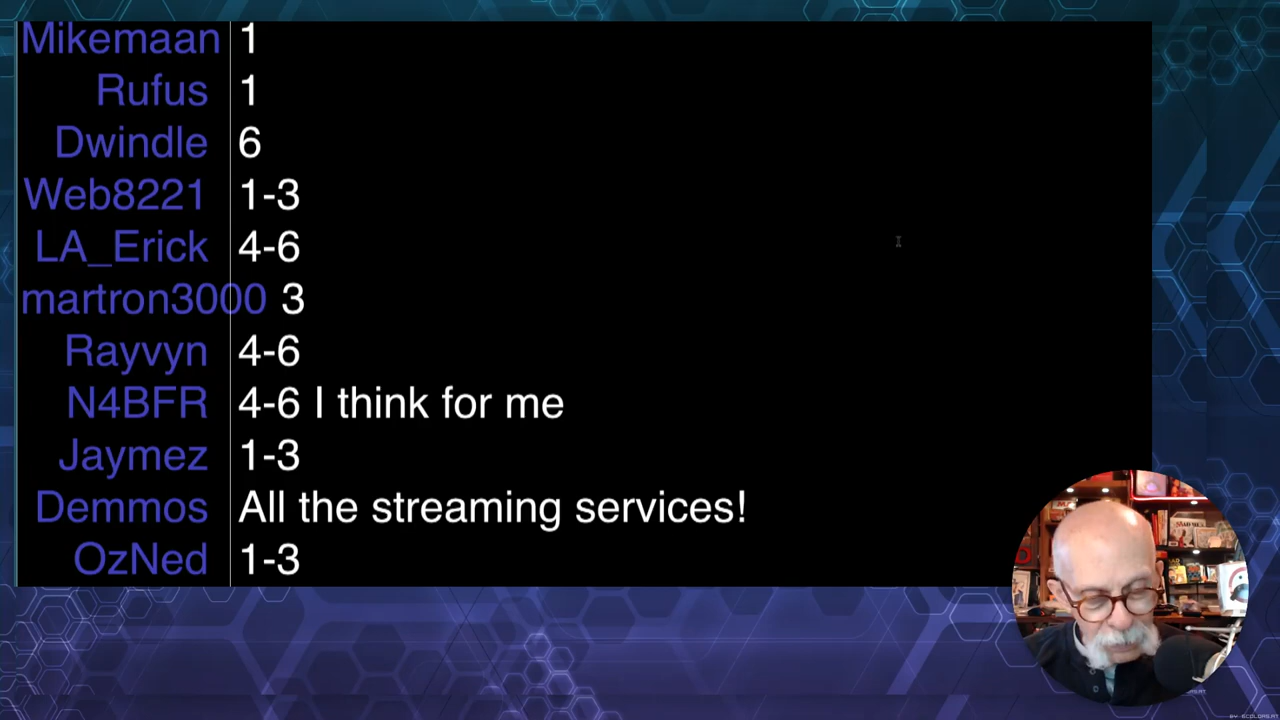 Mikemaan 1
Rufus 1
Dwindle 6
Web8221 1-3
LA_Erick 4-6
martron3000 3
Rayvyn 4-6
N4BFR 4-6 I think for me
Jaymez 1-3
Demmos All the streaming services!
OzNed 1-3